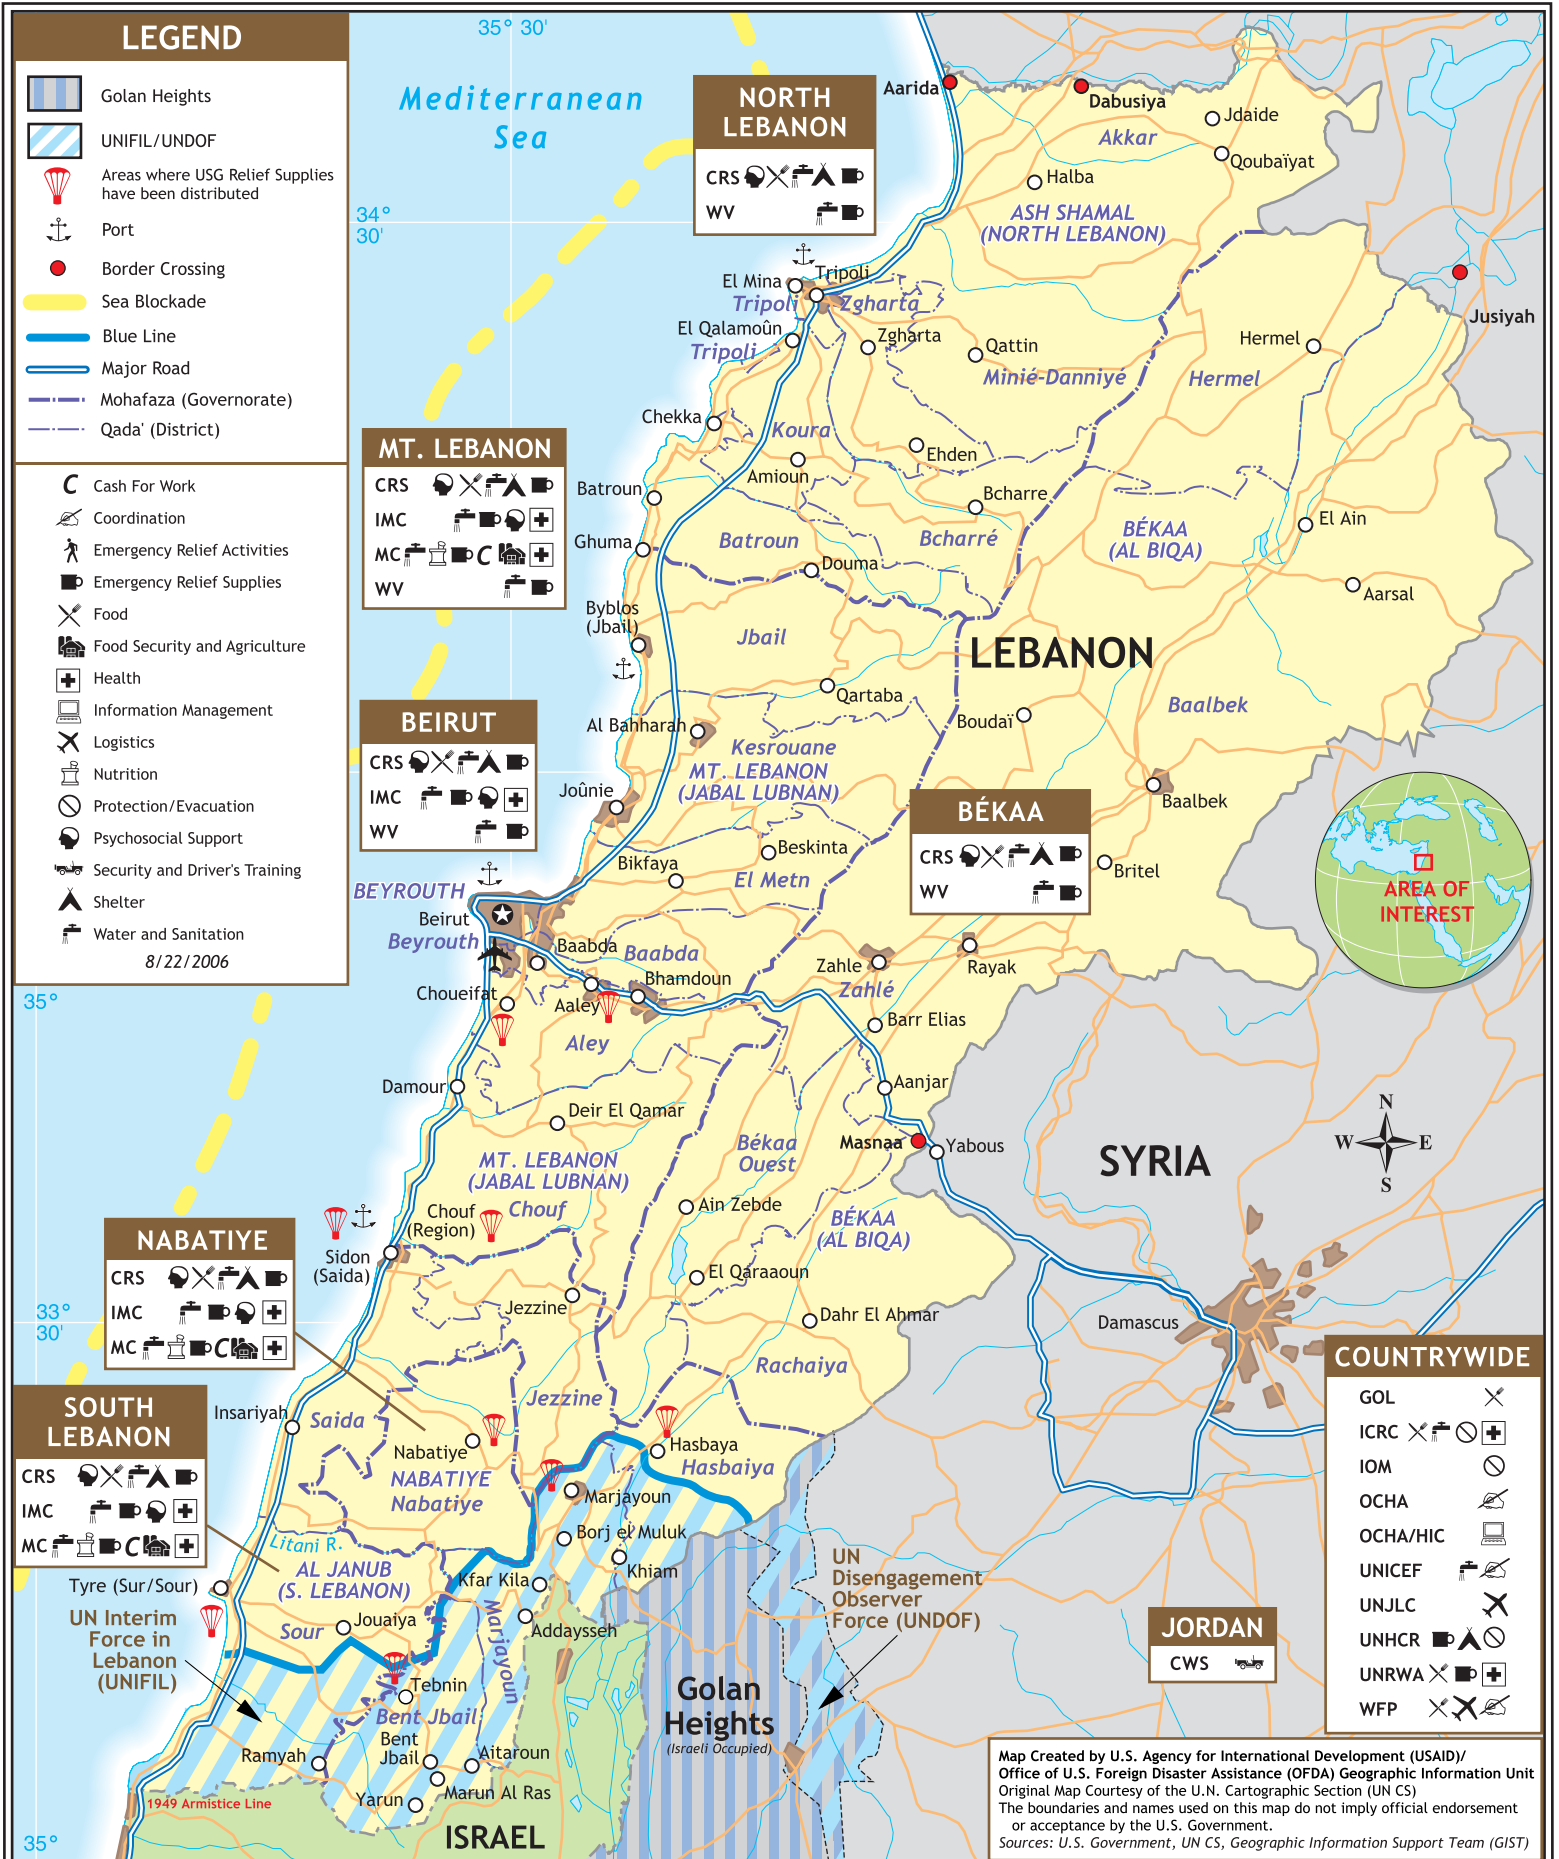 LEGEND
Golan Heights
UNIFIL/UNDOF
Areas where USG Relief Supplies
have been distributed
Port
Border Crossing
Sea Blockade
Blue Line
Major Road
Mohafaza (Governorate)
Qada' (District)
C Cash For Work
Coordination
Emergency Relief Activities
Emergency Relief Supplies
Food
Food Security and Agriculture
Health
Information Management
Logistics
Nutrition
Protection/Evacuation
Psychosocial Support
Security and Driver's Training
Shelter
Water and Sanitation
8/22/2006
35° 30'
Mediterranean
Sea
34°
30'
NORTH
LEBANON
CRS
WV
Aarida
Dabusiya
Jdaide
Akkar
Qoubaïyat
Halba
ASH SHAMAL
(NORTH LEBANON)
El Mina
Tripoli
Tripoli
Zgharta
El Qalamoûn
Tripoli
Zgharta
Qattin
Minié-Danniyé
Hermel
Hermel
Jusiyah
Chekka
Koura
Amioun
Ehden
Bcharre
Batroun
Ghuma
Batroun
Bcharré
Douma
BÉKAA
(AL BIQA)
El Ain
Aarsal
MT. LEBANON
CRS
IMC
MC C
WV
Byblos
(Jbail)
Jbail
LEBANON
Qartaba
Boudaï
Baalbek
Al Bahharah
Kesrouane
MT. LEBANON
(JABAL LUBNAN)
BEIRUT
CRS
IMC
WV
Joûnie
Baalbek
BÉKAA
CRS
WV
Bikfaya
Beskinta
El Metn
Britel
AREA OF
INTEREST
BEYROUTH
Beirut
Beyrouth
Baabda
Baabda
Bhamdoun
Zahle
Rayak
Zahlé
Choueifat
Aaley
Barr Elias
35°
Aley
Damour
Aanjar
Deir El Qamar
Masnaa
Yabous
Békaa
Ouest
SYRIA
N
W
E
S
MT. LEBANON
(JABAL LUBNAN)
Chouf
Chouf
(Region)
Ain Zebde
BÉKAA
(AL BIQA)
Sidon
(Saida)
El Qaraaoun
Jezzine
Dahr El Ahmar
Damascus
NABATIYE
CRS
IMC
MC C
33°
30'
Rachaiya
Jezzine
Insariyah
Saida
Nabatiye
NABATIYE
Nabatiye
Hasbaya
Hasbaiya
Marjayoun
SOUTH
LEBANON
CRS
IMC
MC C
Litani R.
Borj el Muluk
Khiam
AL JANUB
(S. LEBANON)
Kfar Kila
Tyre (Sur/Sour)
Jouaiya
Sour
Marjayoun
Addaysseh
UN Interim
Force in
Lebanon
(UNIFIL)
UN
Disengagement
Observer
Force (UNDOF)
Tebnin
Bent Jbail
Bent
Jbail
Aitaroun
Ramyah
Marun Al Ras
Yarun
1949 Armistice Line
ISRAEL
35°
Golan
Heights
(Israeli Occupied)
JORDAN
CWS
COUNTRYWIDE
GOL
ICRC
IOM
OCHA
OCHA/HIC
UNICEF
UNJLC
UNHCR
UNRWA
WFP
Map Created by U.S. Agency for International Development (USAID)/
Office of U.S. Foreign Disaster Assistance (OFDA) Geographic Information Unit
Original Map Courtesy of the U.N. Cartographic Section (UN CS)
The boundaries and names used on this map do not imply official endorsement
or acceptance by the U.S. Government.
Sources: U.S. Government, UN CS, Geographic Information Support Team (GIST)